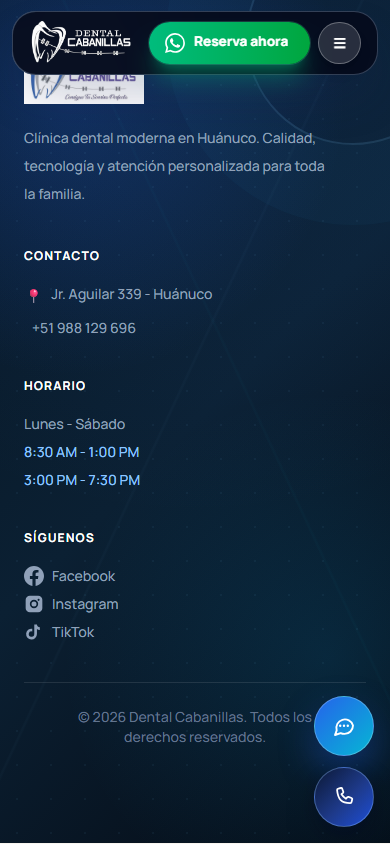 DENTAL
CABANILLAS
Reserva ahora
CABANILLAS
Clínica dental moderna en Huánuco. Calidad,
tecnología y atención personalizada para toda
la familia.
CONTACTO
Jr. Aguilar 339 - Huánuco
+51 988 129 696
HORARIO
Lunes - Sábado
8:30 AM - 1:00 PM
3:00 PM - 7:30 PM
SÍGUENOS
Facebook
Instagram
TikTok
© 2026 Dental Cabanillas. Todos los
derechos reservados.